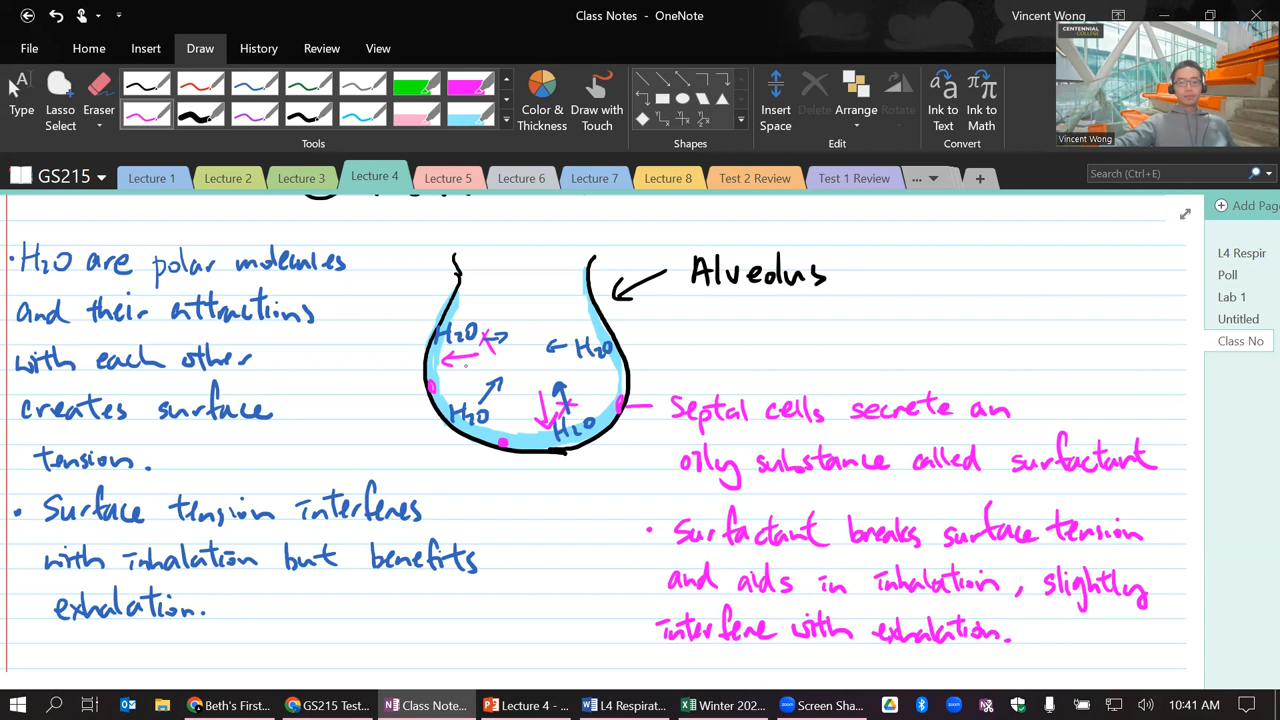 Class Notes - OneNote
Vincent Wong
File Home Insert Draw History Review View
CENTENNIAL
COLLEGE
Type
Lasso Select
Eraser
Color & Thickness
Draw with Touch
Insert Space
Delete
Arrange
Rotate
Ink to Text
Ink to Math
Tools
Shapes
Edit
Convert
Vincent Wong
GS215
Lecture 1 Lecture 2 Lecture 3 Lecture 4 Lecture 5 Lecture 6 Lecture 7 Lecture 8 Test 2 Review Test 1 Review ...
Search (Ctrl+E)
Add Page
L4 Respir
Poll
Lab 1
Untitled
Class No
· H2O are polar molecules
and their attractions
with each other
creates surface
tension.
· Surface tension interferes
with inhalation but benefits
exhalation.
Alveolus
H2O
H2O
H2O
H2O
Septal cells secrete an
oily substance called surfactant
· Surfactant breaks surface tension
and aids in inhalation, slightly
interfere with exhalation.
Beth's First... GS215 Test... Class Note... Lecture 4 -... L4 Respirat... Winter 202... Screen Sha...
10:41 AM